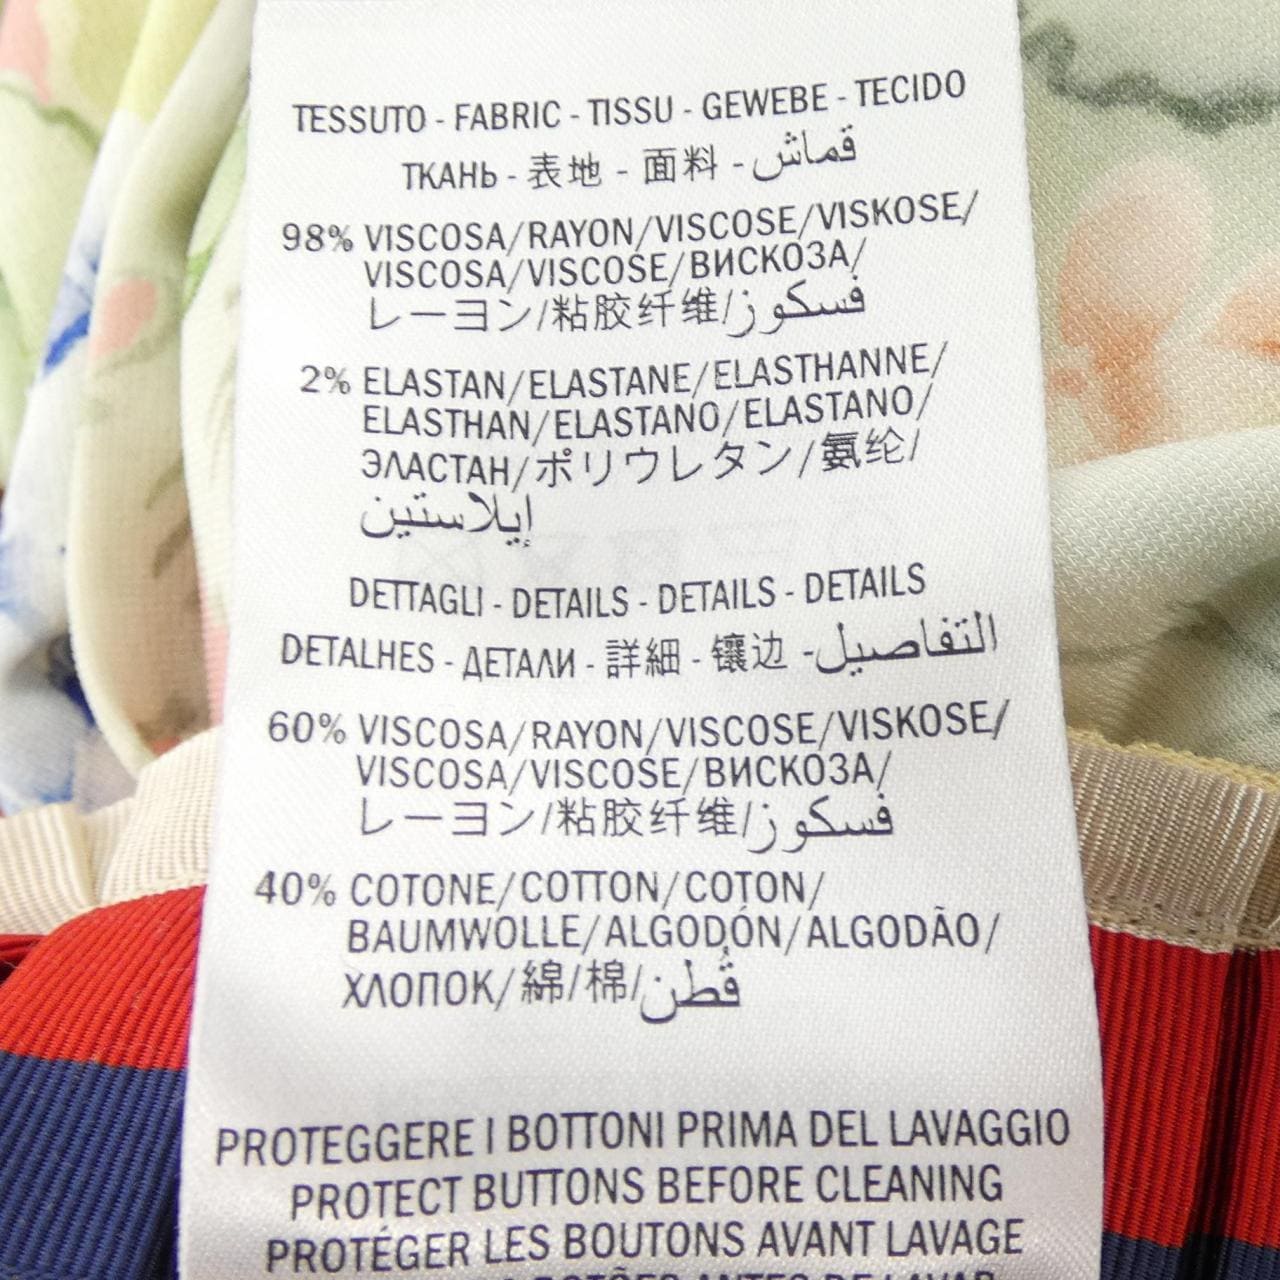 TESSUTO - FABRIC - TISSU - GEWEBE - TECIDO
ТКАНЬ - 表地 - 面料 - قماش
98% VISCOSA/RAYON/VISCOSE/VISKOSE/
VISCOSA/VISCOSE/ВИСКОЗА/
レーヨン/粘胶纤维/فسكوز
2% ELASTAN/ELASTANE/ELASTHANNE/
ELASTHAN/ELASTANO/ELASTANO/
ЭЛАСТАН/ポリウレタン/氨纶/
إيلاستين
DETTAGLI - DETAILS - DETAILS - DETAILS
DETALHES - ДЕТАЛИ - 詳細 - 镶边 - التفاصيل
60% VISCOSA/RAYON/VISCOSE/VISKOSE/
VISCOSA/VISCOSE/ВИСКОЗА/
レーヨン/粘胶纤维/فسكوز
40% COTONE/COTTON/COTON/
BAUMWOLLE/ALGODÓN/ALGODÃO/
ХЛОПОК/綿/棉/قُطن
PROTEGGERE I BOTTONI PRIMA DEL LAVAGGIO
PROTECT BUTTONS BEFORE CLEANING
PROTÉGER LES BOUTONS AVANT LAVAGE